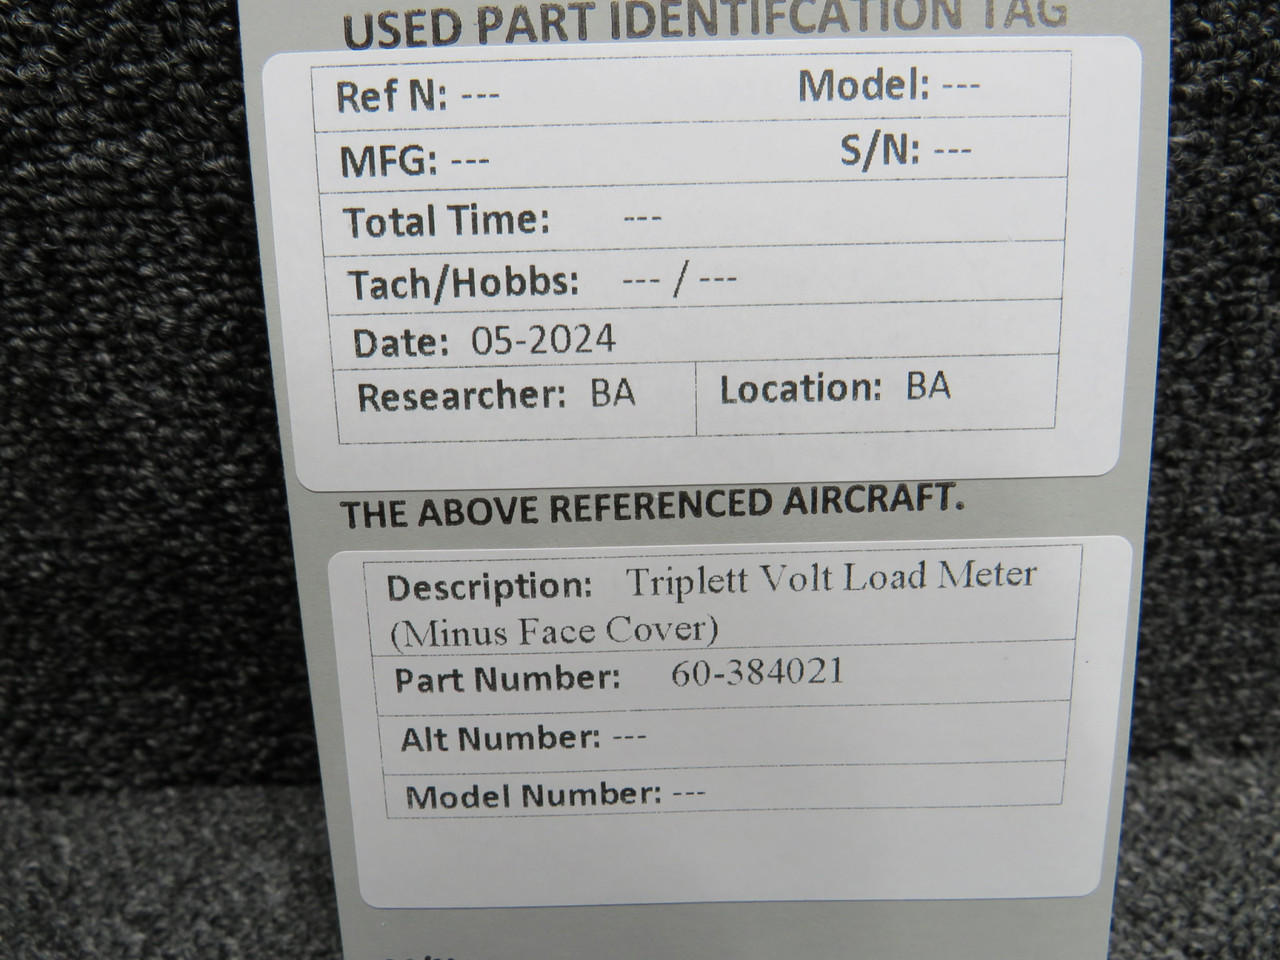 USED PART IDENTIFCATION TAG
Ref N: --- Model: ---
MFG: --- S/N: ---
Total Time: ---
Tach/Hobbs: --- / ---
Date: 05-2024
Researcher: BA Location: BA
THE ABOVE REFERENCED AIRCRAFT.
Description: Triplett Volt Load Meter
(Minus Face Cover)
Part Number: 60-384021
Alt Number: ---
Model Number: ---